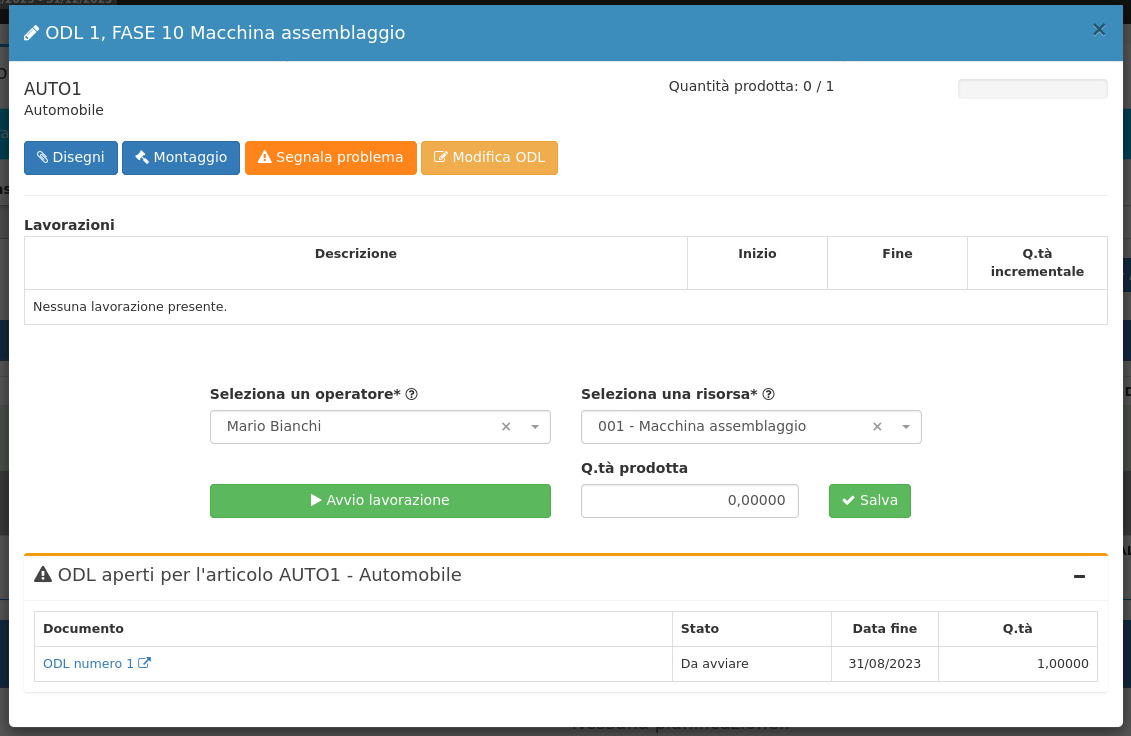 ODL 1, FASE 10 Macchina assemblaggio
×
AUTO1
Quantità prodotta: 0 / 1
Automobile
Disegni
Montaggio
Segnala problema
Modifica ODL
Lavorazioni
Descrizione
Inizio
Fine
Q.tà
incrementale
Nessuna lavorazione presente.
Seleziona un operatore*
Seleziona una risorsa*
Mario Bianchi ×
001 - Macchina assemblaggio ×
Q.tà prodotta
Avvio lavorazione
0,00000
Salva
ODL aperti per l'articolo AUTO1 - Automobile
Documento
Stato
Data fine
Q.tà
ODL numero 1
Da avviare
31/08/2023
1,00000